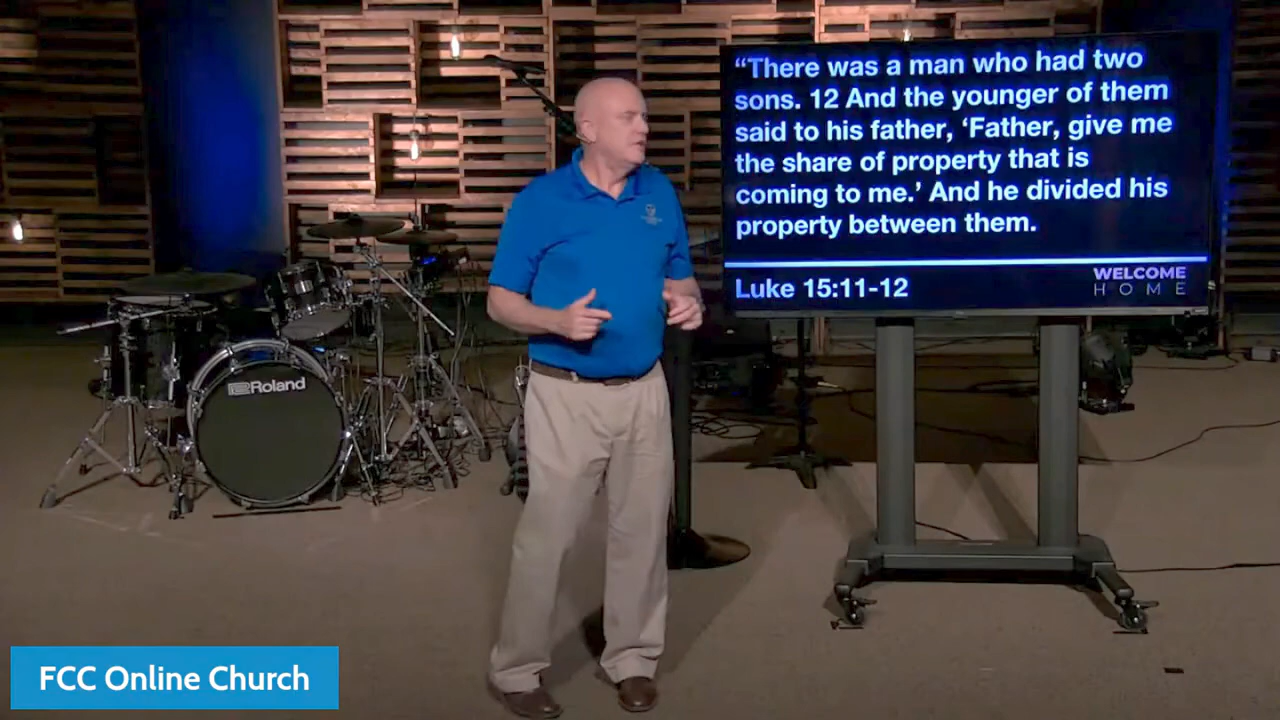 “There was a man who had two
sons. 12 And the younger of them
said to his father, ‘Father, give me
the share of property that is
coming to me.’ And he divided his
property between them.
Luke 15:11-12
WELCOME
HOME
Roland
FCC Online Church